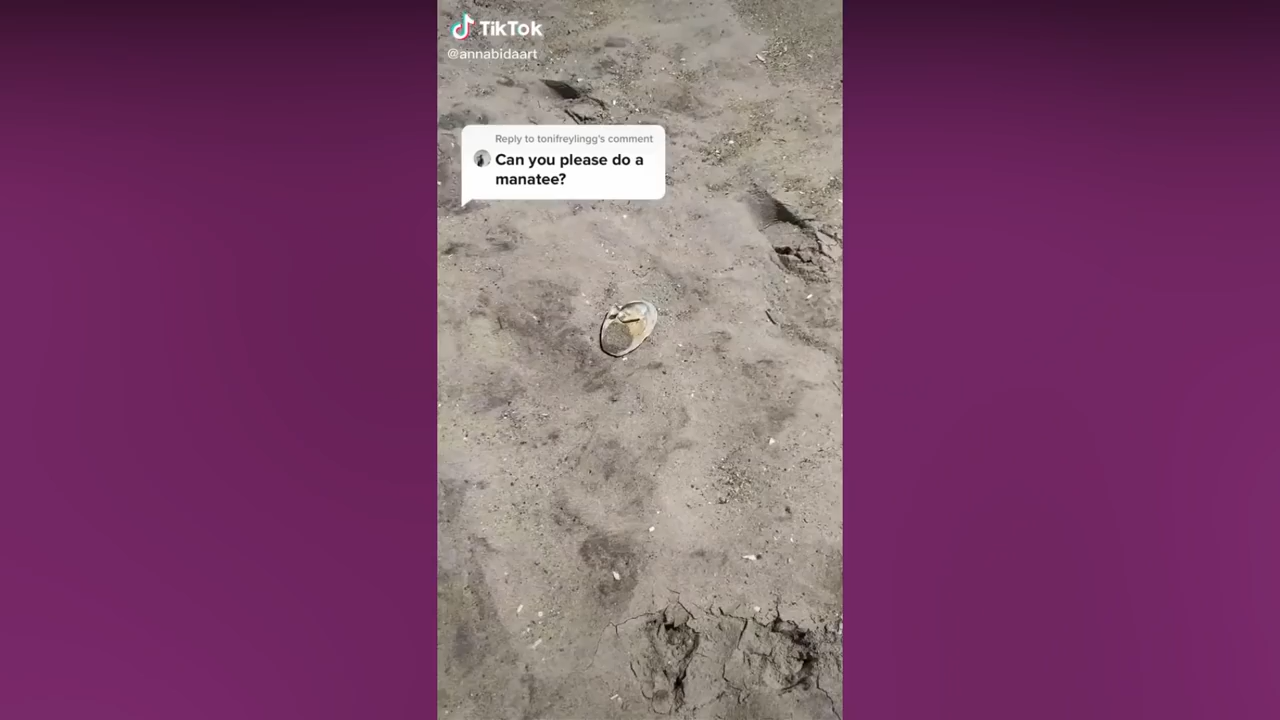 TikTok
@annabidaart
Reply to tonifreylingg's comment
Can you please do a
manatee?